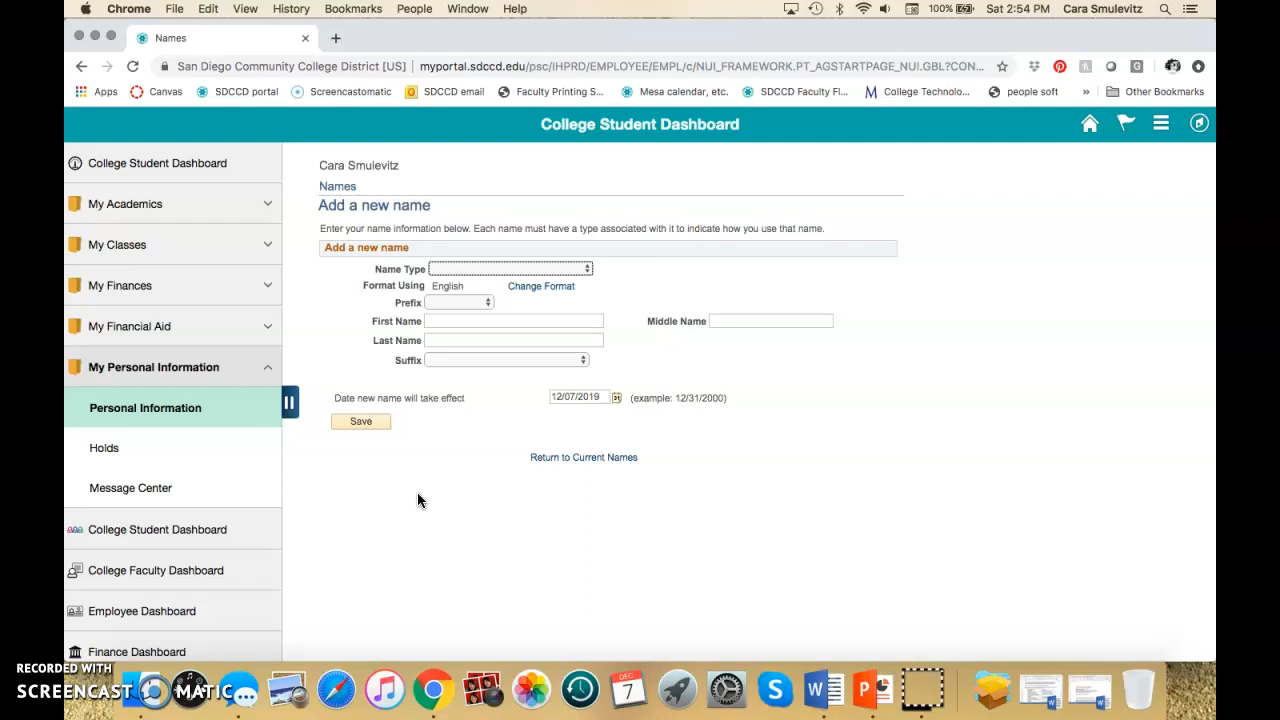 Chrome File Edit View History Bookmarks People Window Help 100% Sat 2:54 PM Cara Smulevitz
Names
San Diego Community College District [US] myportal.sdccd.edu/psc/IHPRD/EMPLOYEE/EMPL/c/NUI_FRAMEWORK.PT_AGSTARTPAGE_NUI.GBL?CON...
Apps Canvas SDCCD portal Screencastomatic SDCCD email Faculty Printing S... Mesa calendar, etc. SDCCD Faculty Fl... College Technolo... people soft » Other Bookmarks
College Student Dashboard
College Student Dashboard
My Academics
My Classes
My Finances
My Financial Aid
My Personal Information
Personal Information
Holds
Message Center
College Student Dashboard
College Faculty Dashboard
Employee Dashboard
Finance Dashboard
Cara Smulevitz
Names
Add a new name
Enter your name information below. Each name must have a type associated with it to indicate how you use that name.
Add a new name
Name Type
Format Using English Change Format
Prefix
First Name Middle Name
Last Name
Suffix
Date new name will take effect 12/07/2019 31 (example: 12/31/2000)
Save
Return to Current Names
RECORDED WITH
SCREENCAST MATIC
DEC
7